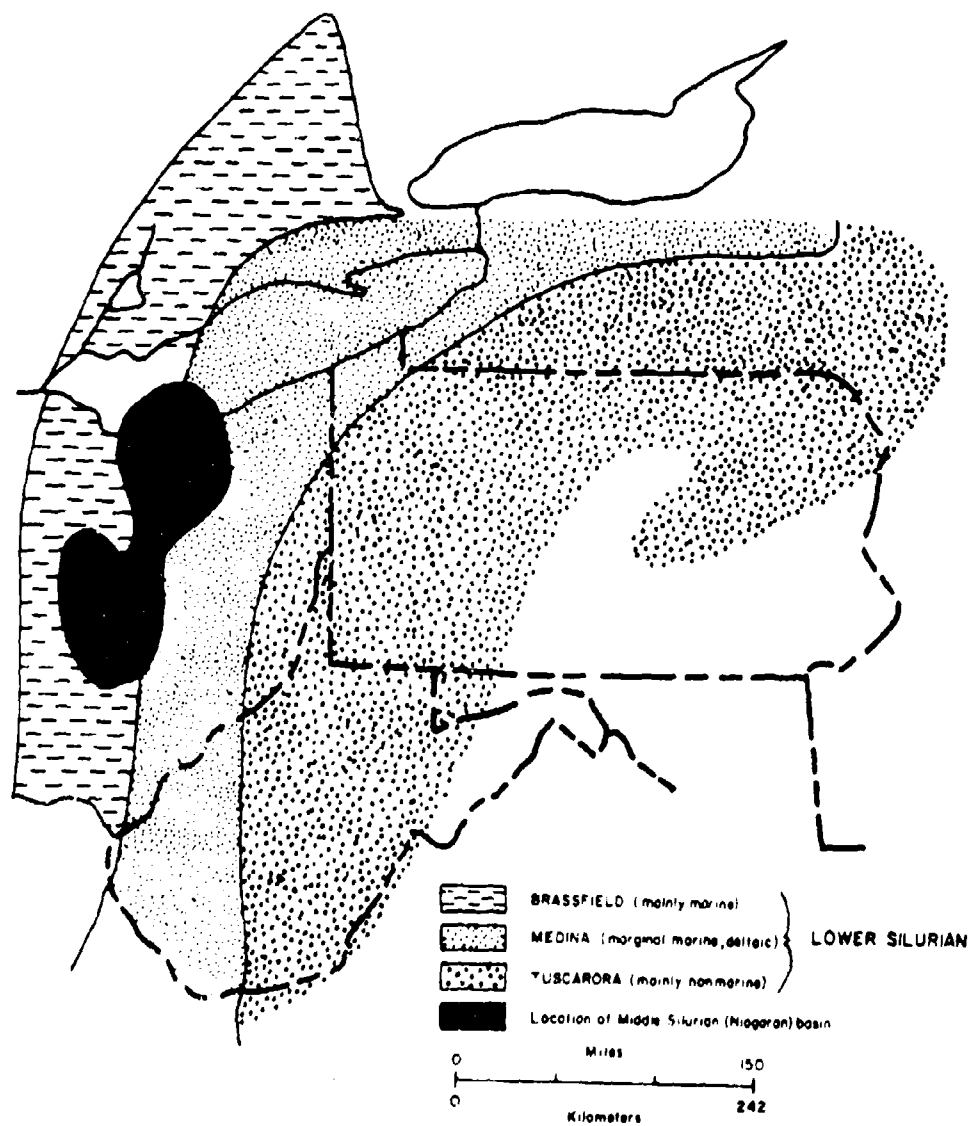 BRASSFIELD (mainly marine)
MEDINA (marginal marine, deltaic)
TUSCARORA (mainly nonmarine)
LOWER SILURIAN
Location of Middle Silurian (Niagaran) basin
Miles
0 150
0 242
Kilometers